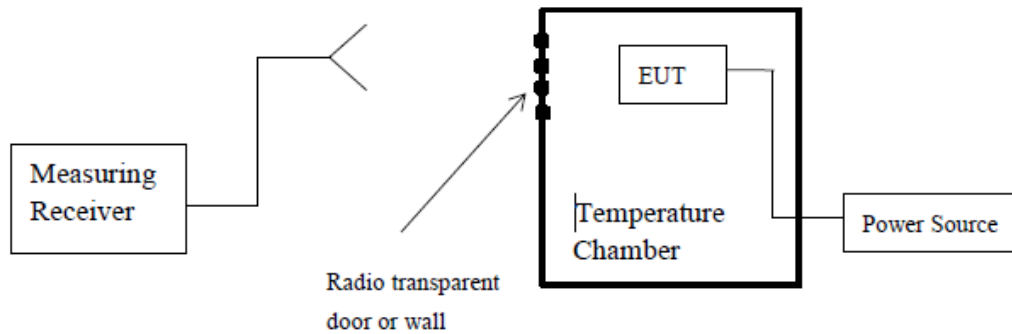 Measuring
Receiver
Radio transparent
door or wall
EUT
Temperature
Chamber
Power Source